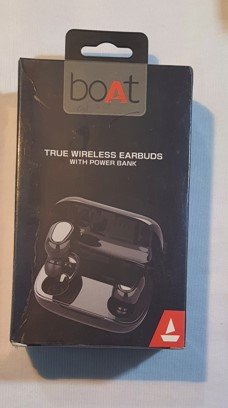 boAt
TRUE WIRELESS EARBUDS
WITH POWER BANK